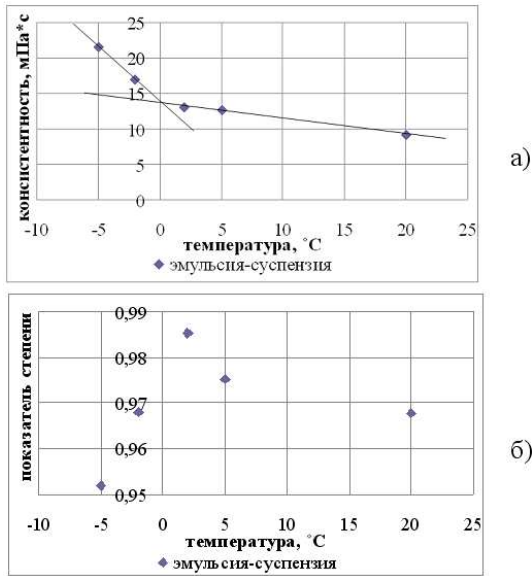 консистентность, мПа*с
25
20
15
10
5
0
-10 -5 0 5 10 15 20 25
температура, ˚С
эмульсия-суспензия
а)
показатель степени
0,99
0,98
0,97
0,96
0,95
-10 -5 0 5 10 15 20 25
температура, ˚С
эмульсия-суспензия
б)